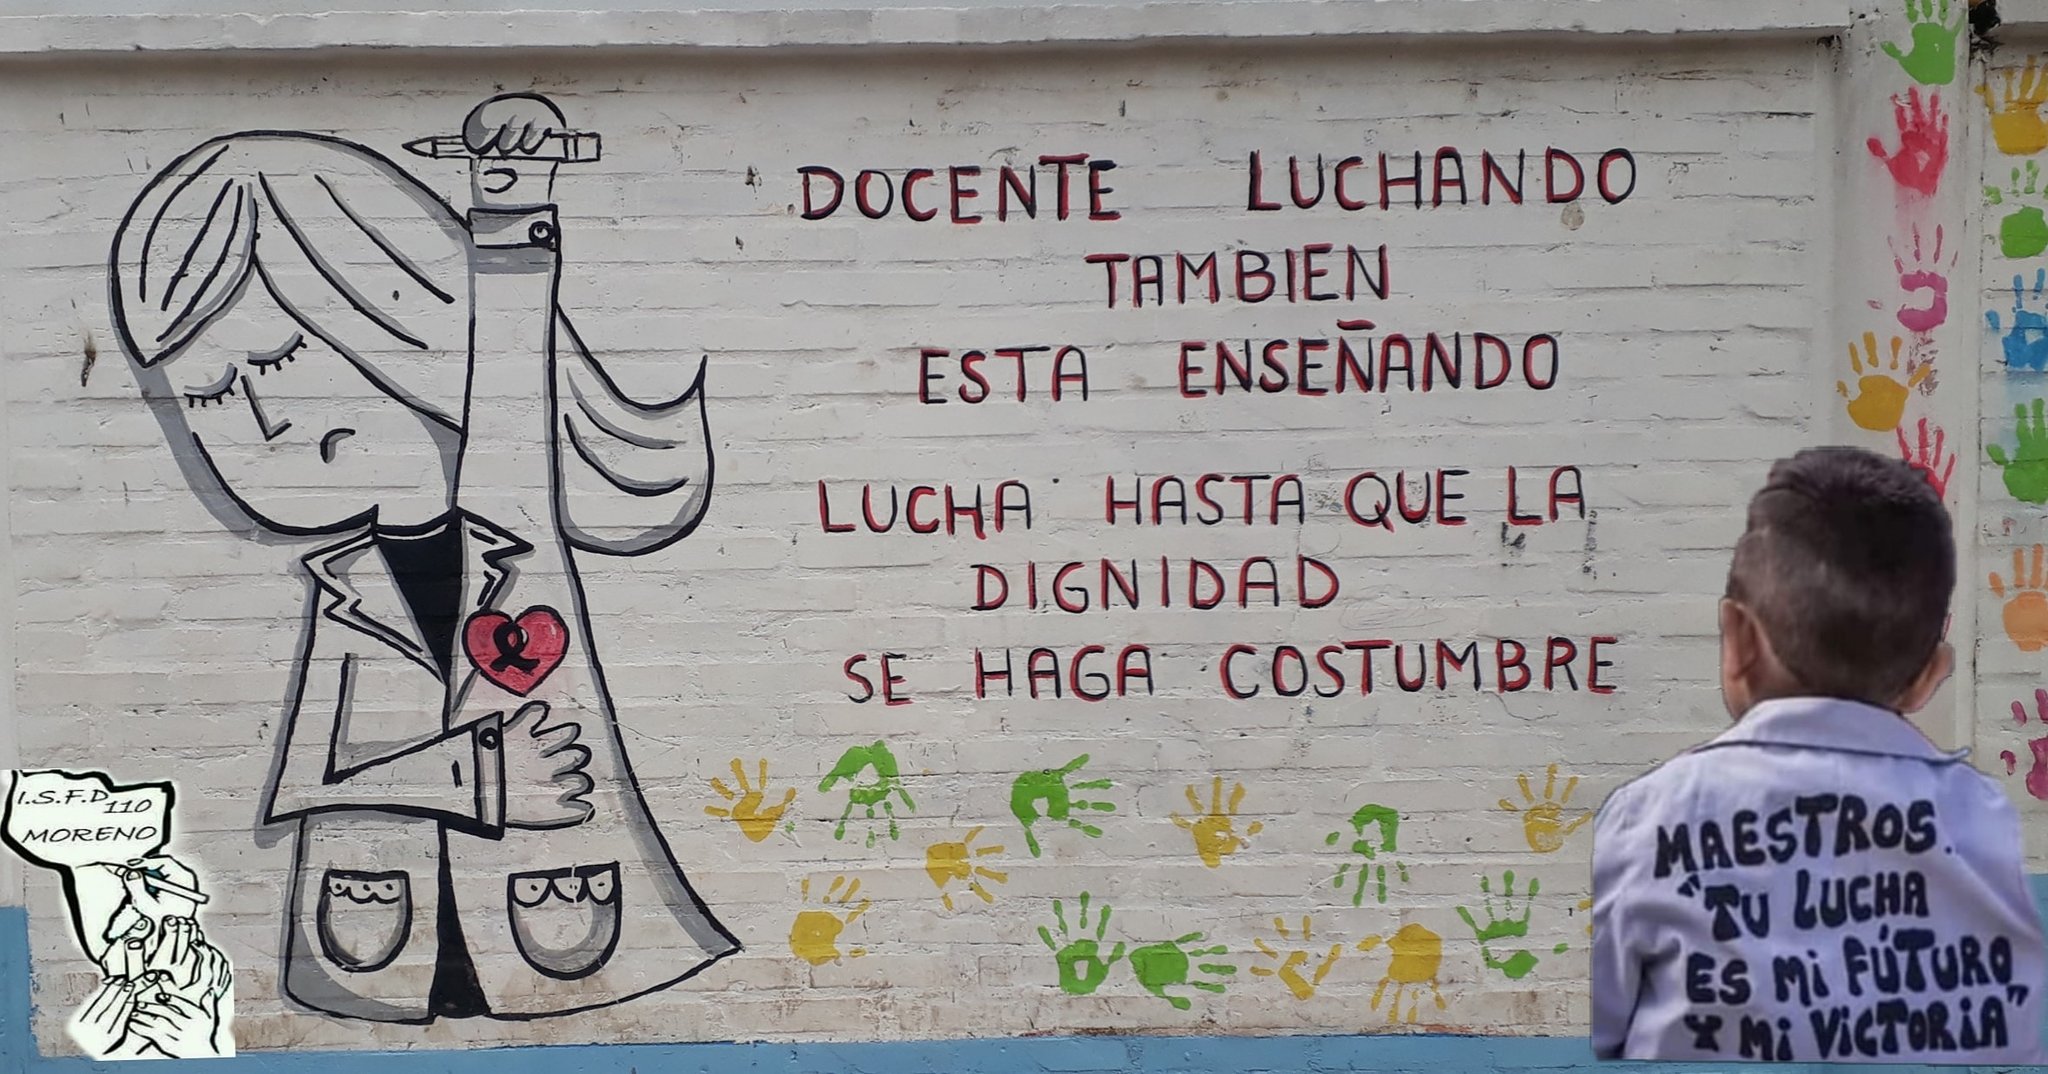 DOCENTE LUCHANDO
TAMBIEN
ESTA ENSEÑANDO
LUCHA HASTA QUE LA
DIGNIDAD
SE HAGA COSTUMBRE
I.S.F.D 110
MORENO
MAESTROS.
"TU LUCHA
ES Mi FÚTURO
Y Mi ViCTORiA"